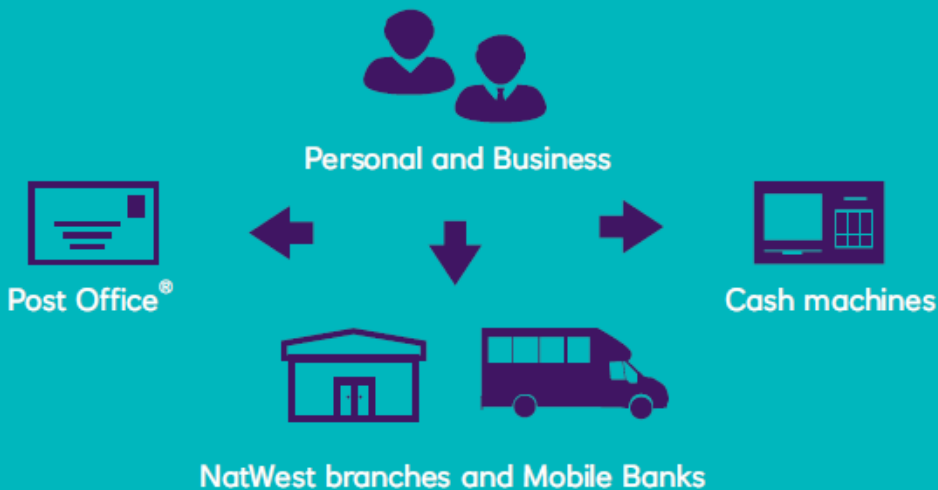 Personal and Business
Post Office®
Cash machines
NatWest branches and Mobile Banks